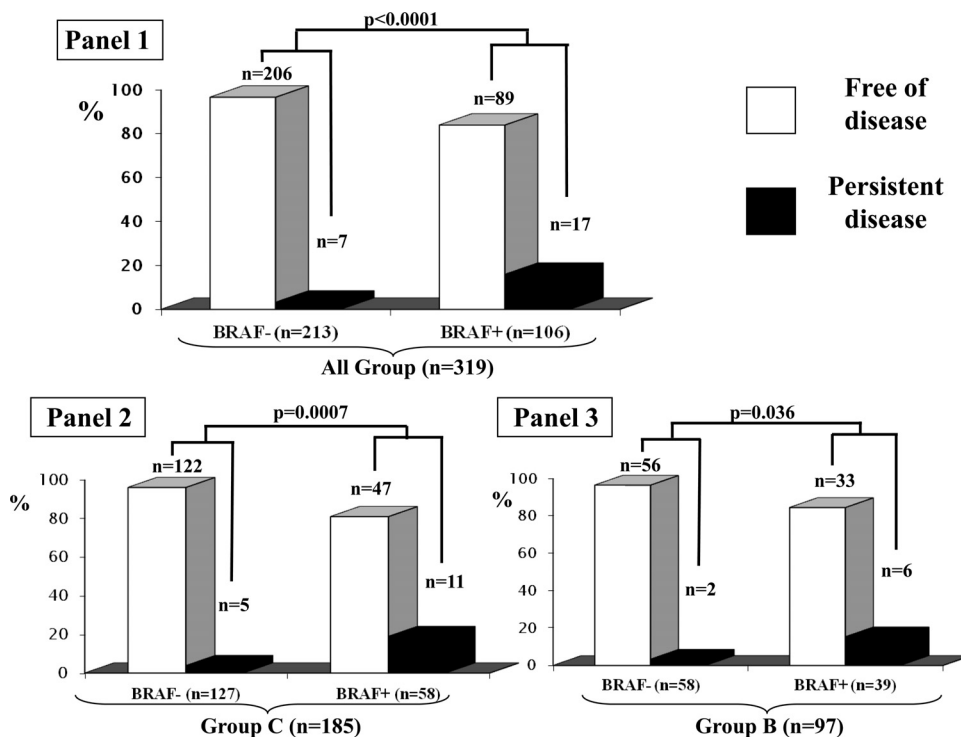 Panel 1
p<0.0001
n=206
n=89
%
100
80
60
40
20
0
n=7
n=17
BRAF- (n=213)
BRAF+ (n=106)
All Group (n=319)
Free of
disease
Persistent
disease
Panel 2
p=0.0007
n=122
n=47
%
100
80
60
40
20
0
n=5
n=11
BRAF- (n=127)
BRAF+ (n=58)
Group C (n=185)
Panel 3
p=0.036
n=56
n=33
%
100
80
60
40
20
0
n=2
n=6
BRAF- (n=58)
BRAF+ (n=39)
Group B (n=97)